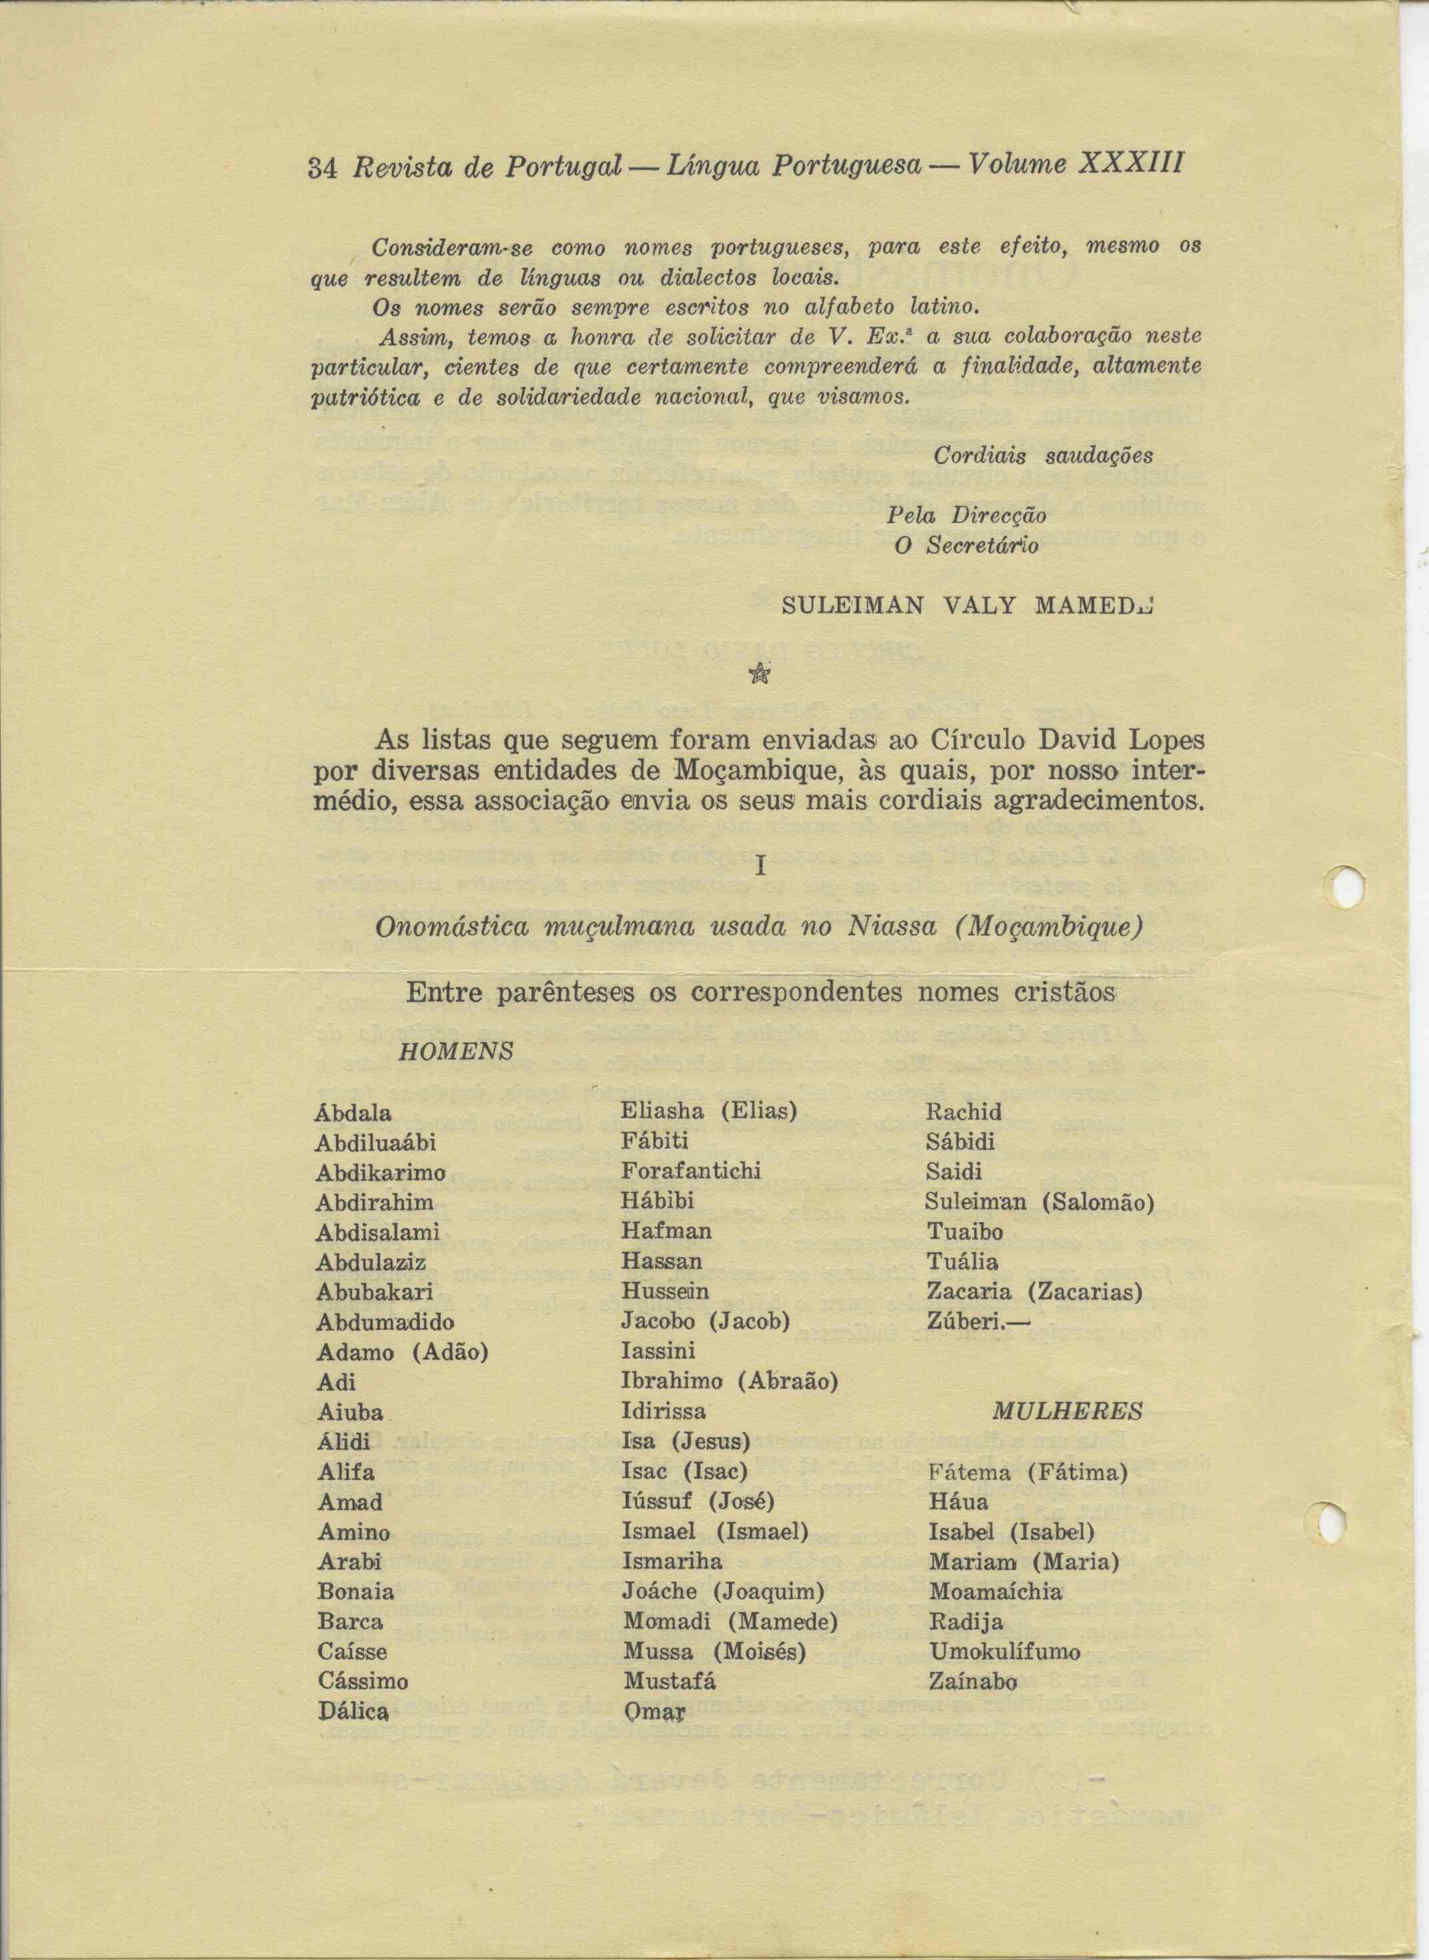 34 Revista de Portugal — Língua Portuguesa — Volume XXXIII
Consideram-se como nomes portugueses, para este efeito, mesmo os
que resultem de línguas ou dialectos locais.
Os nomes serão sempre escritos no alfabeto latino.
Assim, temos a honra de solicitar de V. Ex.ª a sua colaboração neste
particular, cientes de que certamente compreenderá a finalidade, altamente
patriótica e de solidariedade nacional, que visamos.
Cordiais saudações
Pela Direcção
O Secretário
SULEIMAN VALY MAMEDE
As listas que seguem foram enviadas ao Círculo David Lopes
por diversas entidades de Moçambique, às quais, por nosso inter-
médio, essa associação envia os seus mais cordiais agradecimentos.
I
Onomástica muçulmana usada no Niassa (Moçambique)
Entre parênteses os correspondentes nomes cristãos
HOMENS
Ábdala
Abdiluaábi
Abdikarimo
Abdirahim
Abdisalami
Abdulaziz
Abubakari
Abdumadido
Adamo (Adão)
Adi
Aiuba
Álidi
Alifa
Amad
Amino
Arabi
Bonaia
Barca
Caísse
Cássimo
Dálica
Eliasha (Elias)
Fábiti
Forafantichi
Hábibi
Hafman
Hassan
Hussein
Jacobo (Jacob)
Iassini
Ibrahimo (Abraão)
Idirissa
Isa (Jesus)
Isac (Isac)
Iússuf (José)
Ismael (Ismael)
Ismariha
Joáche (Joaquim)
Momadi (Mamede)
Mussa (Moisés)
Mustafá
Omar
Rachid
Sábidi
Saidi
Suleiman (Salomão)
Tuaibo
Tuália
Zacaria (Zacarias)
Zúberi.—
MULHERES
Fátema (Fátima)
Háua
Isabel (Isabel)
Mariam (Maria)
Moamaíchia
Radija
Umokulífumo
Zaínabo